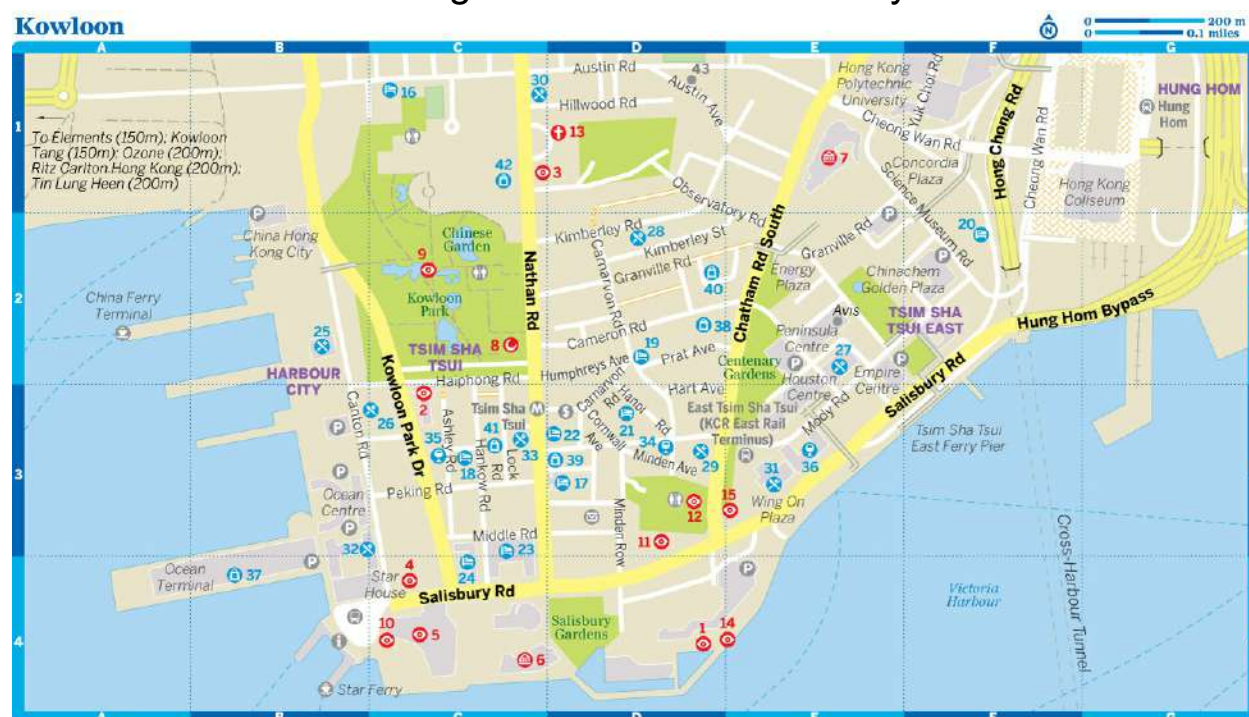 Kowloon
N
0 200 m
0 0.1 miles
A B C D E F G
Austin Rd
43
Hong Kong
Polytechnic
University
Yuk Choi Rd
Hong Chong Rd
HUNG HOM
Hung
Hom
16
30
Hillwood Rd
Austin Ave
Cheong Wan Rd
Cheong Wan Rd
1
To Elements (150m); Kowloon
Tang (150m); Ozone (200m);
Ritz Carlton Hong Kong (200m);
Tin Lung Heen (200m)
13
42
3
7
Concordia
Plaza
Science Museum Rd
Hong Kong
Coliseum
1
China Hong
Kong City
Chinese
Garden
Nathan Rd
Observatory Rd
Kimberley Rd
28
Kimberley St
Carnarvon Rd
Granville Rd
40
Chatham Rd South
Granville Rd
Energy
Plaza
Chinachem
Golden Plaza
20
2
China Ferry
Terminal
9
Kowloon
Park
25
HARBOUR
CITY
8
TSIM SHA
TSUI
Cameron Rd
38
19
Prat Ave
Humphreys Ave
Avis
Peninsula
Centre
TSIM SHA
TSUI EAST
Hung Hom Bypass
2
Centenary
Gardens
27
Houston
Centre
Empire
Centre
Salisbury Rd
Haiphong Rd
Canton Rd
26
Kowloon Park Dr
2
35
Ashley Rd
18
Hankow Rd
41
Lock
Rd
Tsim Sha
Tsui
33
Carnarvon
Rd
Hanoi
Rd
Hart Ave
Cornwall
Ave
22
21
34
39
Minden Ave
29
East Tsim Sha Tsui
(KCR East Rail
Terminus)
Mody Rd
36
31
Wing On
Plaza
Tsim Sha Tsui
East Ferry Pier
3
Peking Rd
17
12
15
Ocean
Centre
Minden Row
11
Middle Rd
23
24
32
3
Ocean
Terminal
37
Star
House
4
Salisbury Rd
10
5
6
Salisbury
Gardens
1
14
Victoria
Harbour
Cross-Harbour Tunnel
4
Star Ferry
4
A B C D E F G